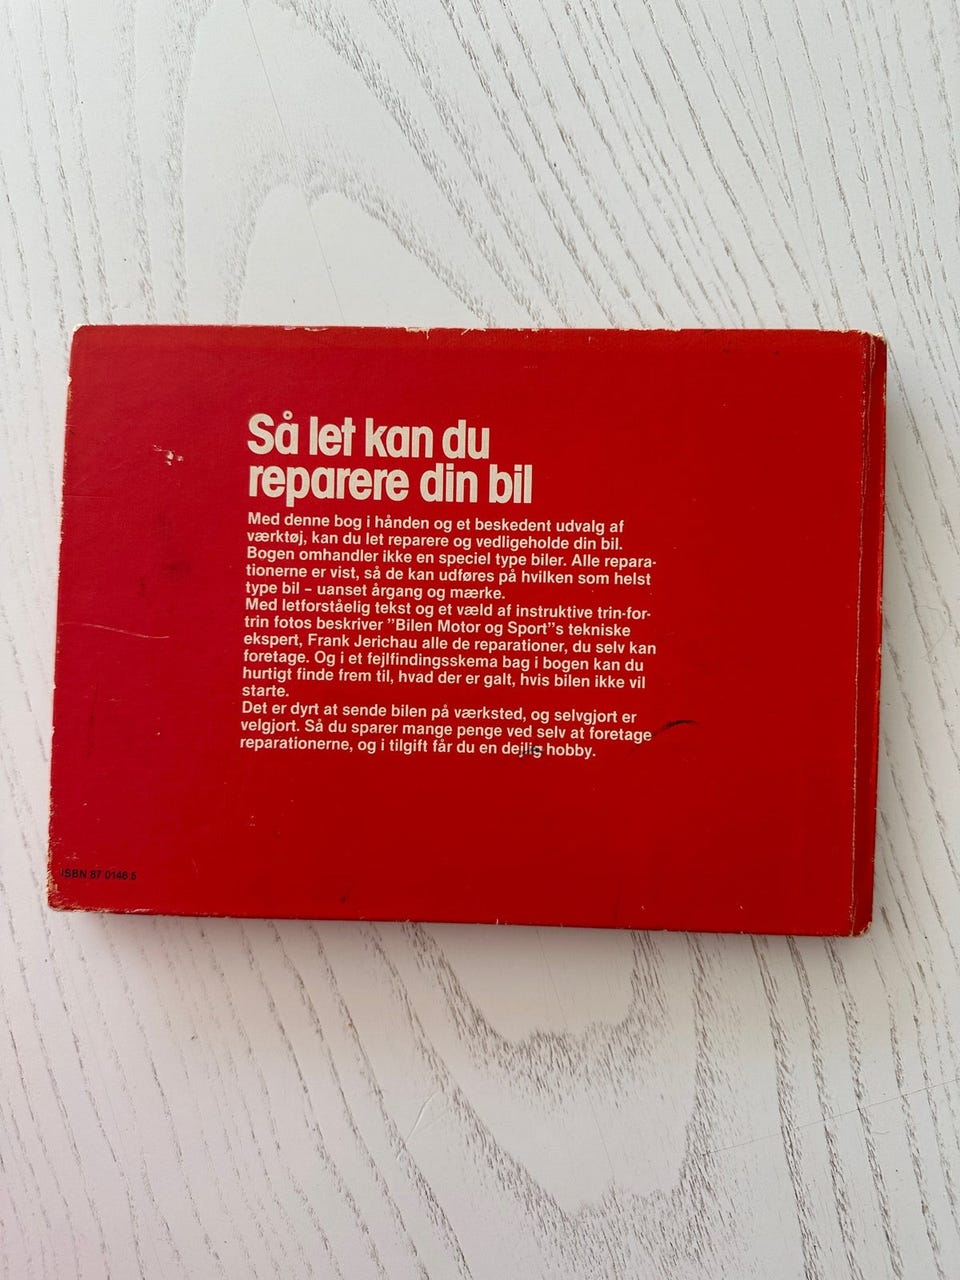 Så let kan du
reparere din bil
Med denne bog i hånden og et beskedent udvalg af
værktøj, kan du let reparere og vedligeholde din bil.
Bogen omhandler ikke en speciel type biler. Alle repara-
tionerne er vist, så de kan udføres på hvilken som helst
type bil – uanset årgang og mærke.
Med letforståelig tekst og et væld af instruktive trin-for-
trin fotos beskriver "Bilen Motor og Sport"s tekniske
ekspert, Frank Jerichau alle de reparationer, du selv kan
foretage. Og i et fejlfindingsskema bag i bogen kan du
hurtigt finde frem til, hvad der er galt, hvis bilen ikke vil
starte.
Det er dyrt at sende bilen på værksted, og selvgjort er
velgjort. Så du sparer mange penge ved selv at foretage
reparationerne, og i tilgift får du en dejlig hobby.
ISBN 87 0146 5